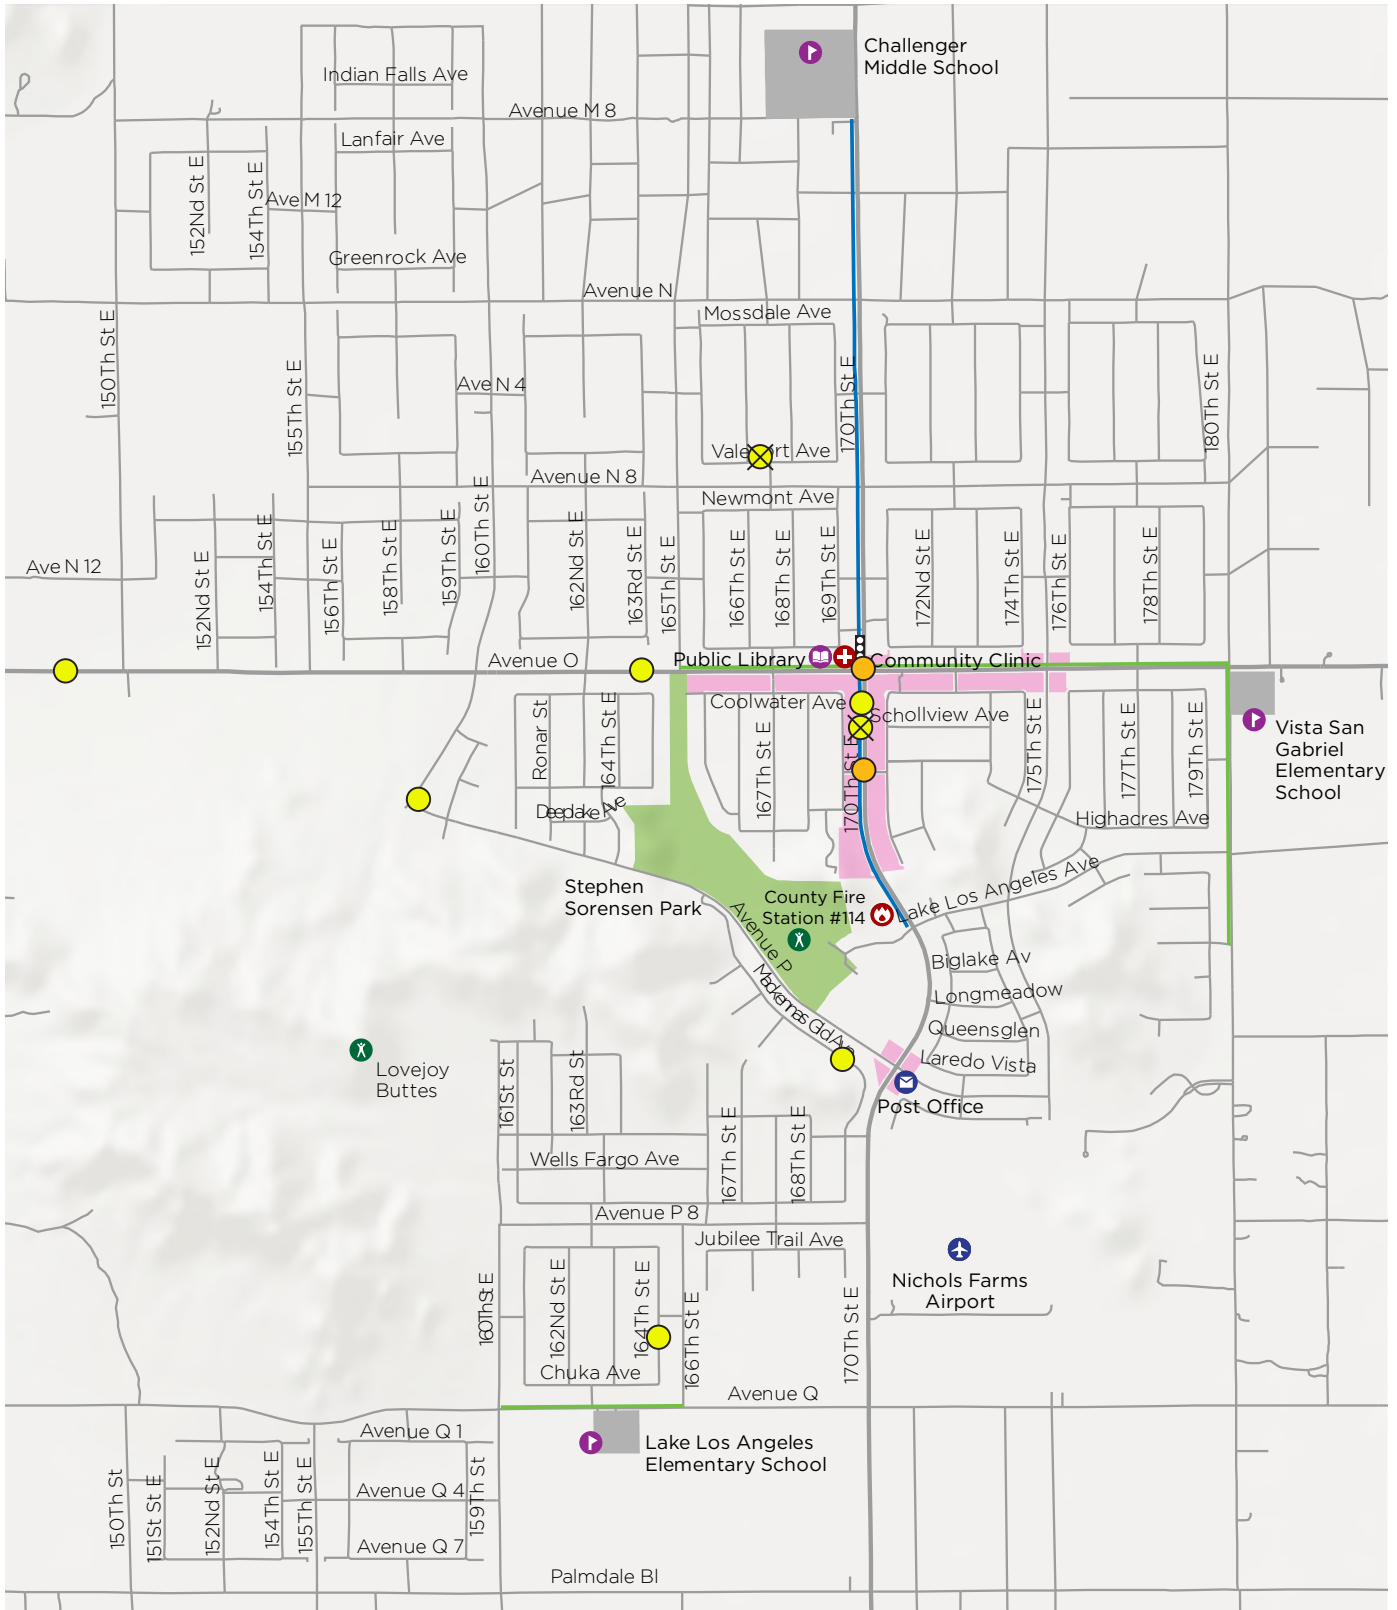 Challenger
Middle School
Indian Falls Ave
Avenue M 8
Lanfair Ave
152Nd St E
154Th St E
Ave M 12
Greenrock Ave
Avenue N
Mossdale Ave
150Th St E
155Th St E
Ave N 4
170Th St E
180Th St E
Avenue N 8
Newmont Ave
160Th St E
Ave N 12
152Nd St E
154Th St E
156Th St E
158Th St E
159Th St E
162Nd St E
163Rd St E
165Th St E
166Th St E
168Th St E
169Th St E
172Nd St E
174Th St E
176Th St E
178Th St E
Avenue O
Public Library
Community Clinic
Coolwater Ave
Schollview Ave
Ronar St
164Th St E
167Th St E
170Th St E
175Th St E
177Th St E
179Th St E
Vista San
Gabriel
Elementary
School
Deeplake Ave
Highacres Ave
Stephen
Sorensen Park
County Fire
Station #114
Lake Los Angeles Ave
Avenue P
Biglake Av
Longmeadow
Queensglen
Laredo Vista
Lovejoy
Buttes
161St St
163Rd St
Post Office
167Th St E
168Th St E
Wells Fargo Ave
Avenue P 8
Jubilee Trail Ave
Nichols Farms
Airport
160Th St E
162Nd St E
164Th St E
166Th St E
170Th St E
Chuka Ave
Avenue Q
Avenue Q 1
Lake Los Angeles
Elementary School
150Th St
151St St E
152Nd St E
154Th St E
155Th St E
Avenue Q 4
159Th St
Avenue Q 7
Palmdale Bl